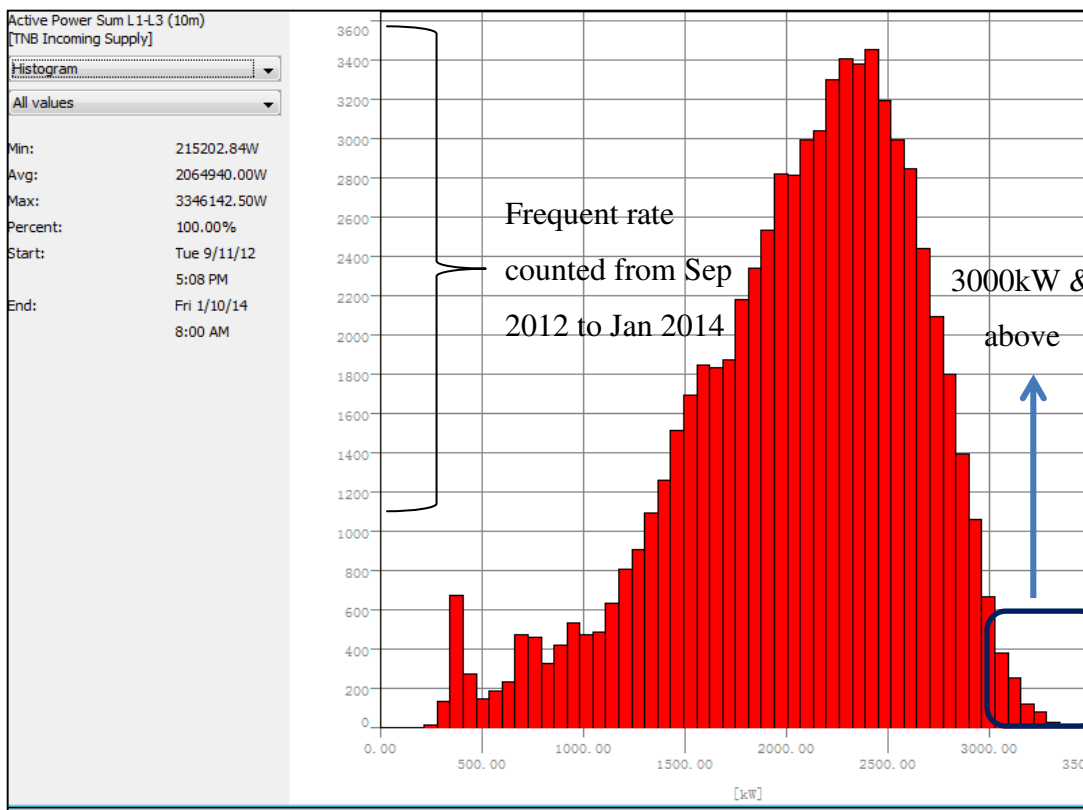 Active Power Sum L1-L3 (10m)
[TNB Incoming Supply]
Histogram
All values
Min: 215202.84W
Avg: 2064940.00W
Max: 3346142.50W
Percent: 100.00%
Start: Tue 9/11/12
5:08 PM
End: Fri 1/10/14
8:00 AM
3600
3400
3200
3000
2800
2600
2400
2200
2000
1800
1600
1400
1200
1000
800
600
400
200
0
Frequent rate
counted from Sep
2012 to Jan 2014
3000kW &
above
0.00 1000.00 2000.00 3000.00
500.00 1500.00 2500.00 350
[kW]